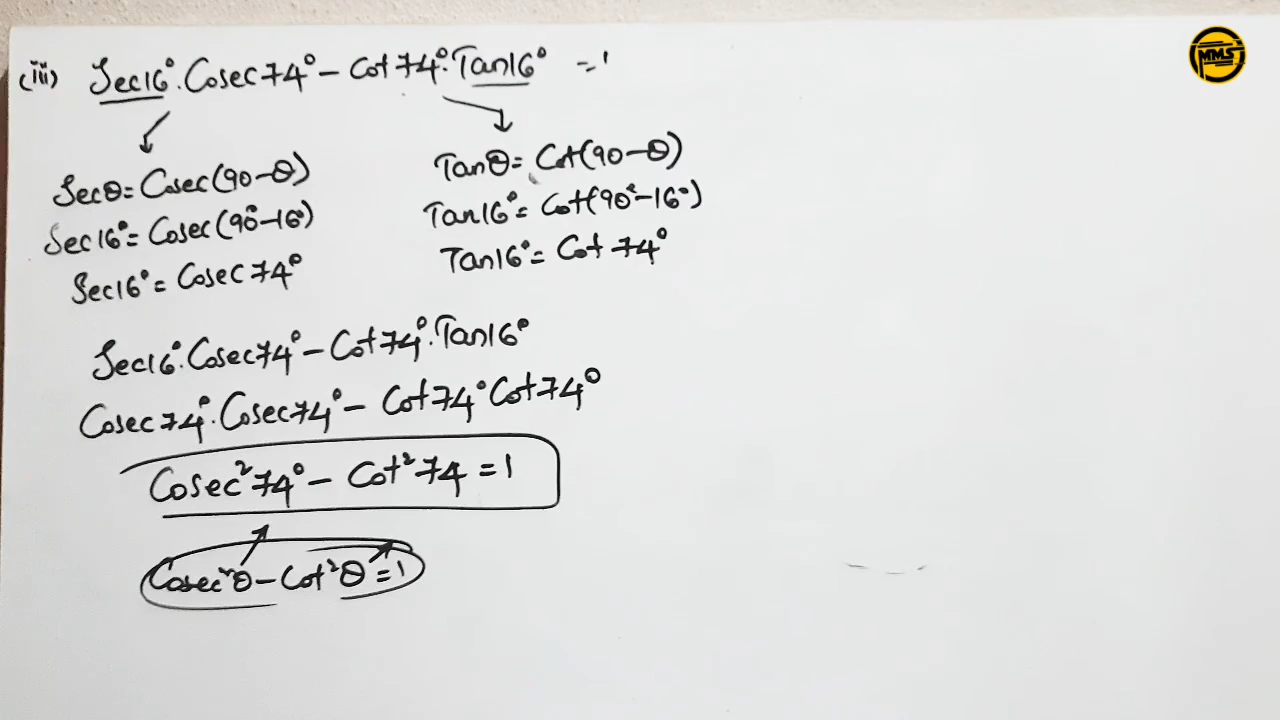 (iii) Sec16°.Cosec74° – Cot74°.Tan16° = 1
Secθ = Cosec(90–θ)
Sec16° = Cosec(90°–16°)
Sec16° = Cosec74°
Tanθ = Cot(90–θ)
Tan16° = Cot(90°–16°)
Tan16° = Cot 74°
Sec16°.Cosec74° – Cot74°.Tan16°
Cosec74°.Cosec74° – Cot74° Cot74°
Cosec²74° – Cot²74 = 1
Cosec²θ – Cot²θ = 1
MMS